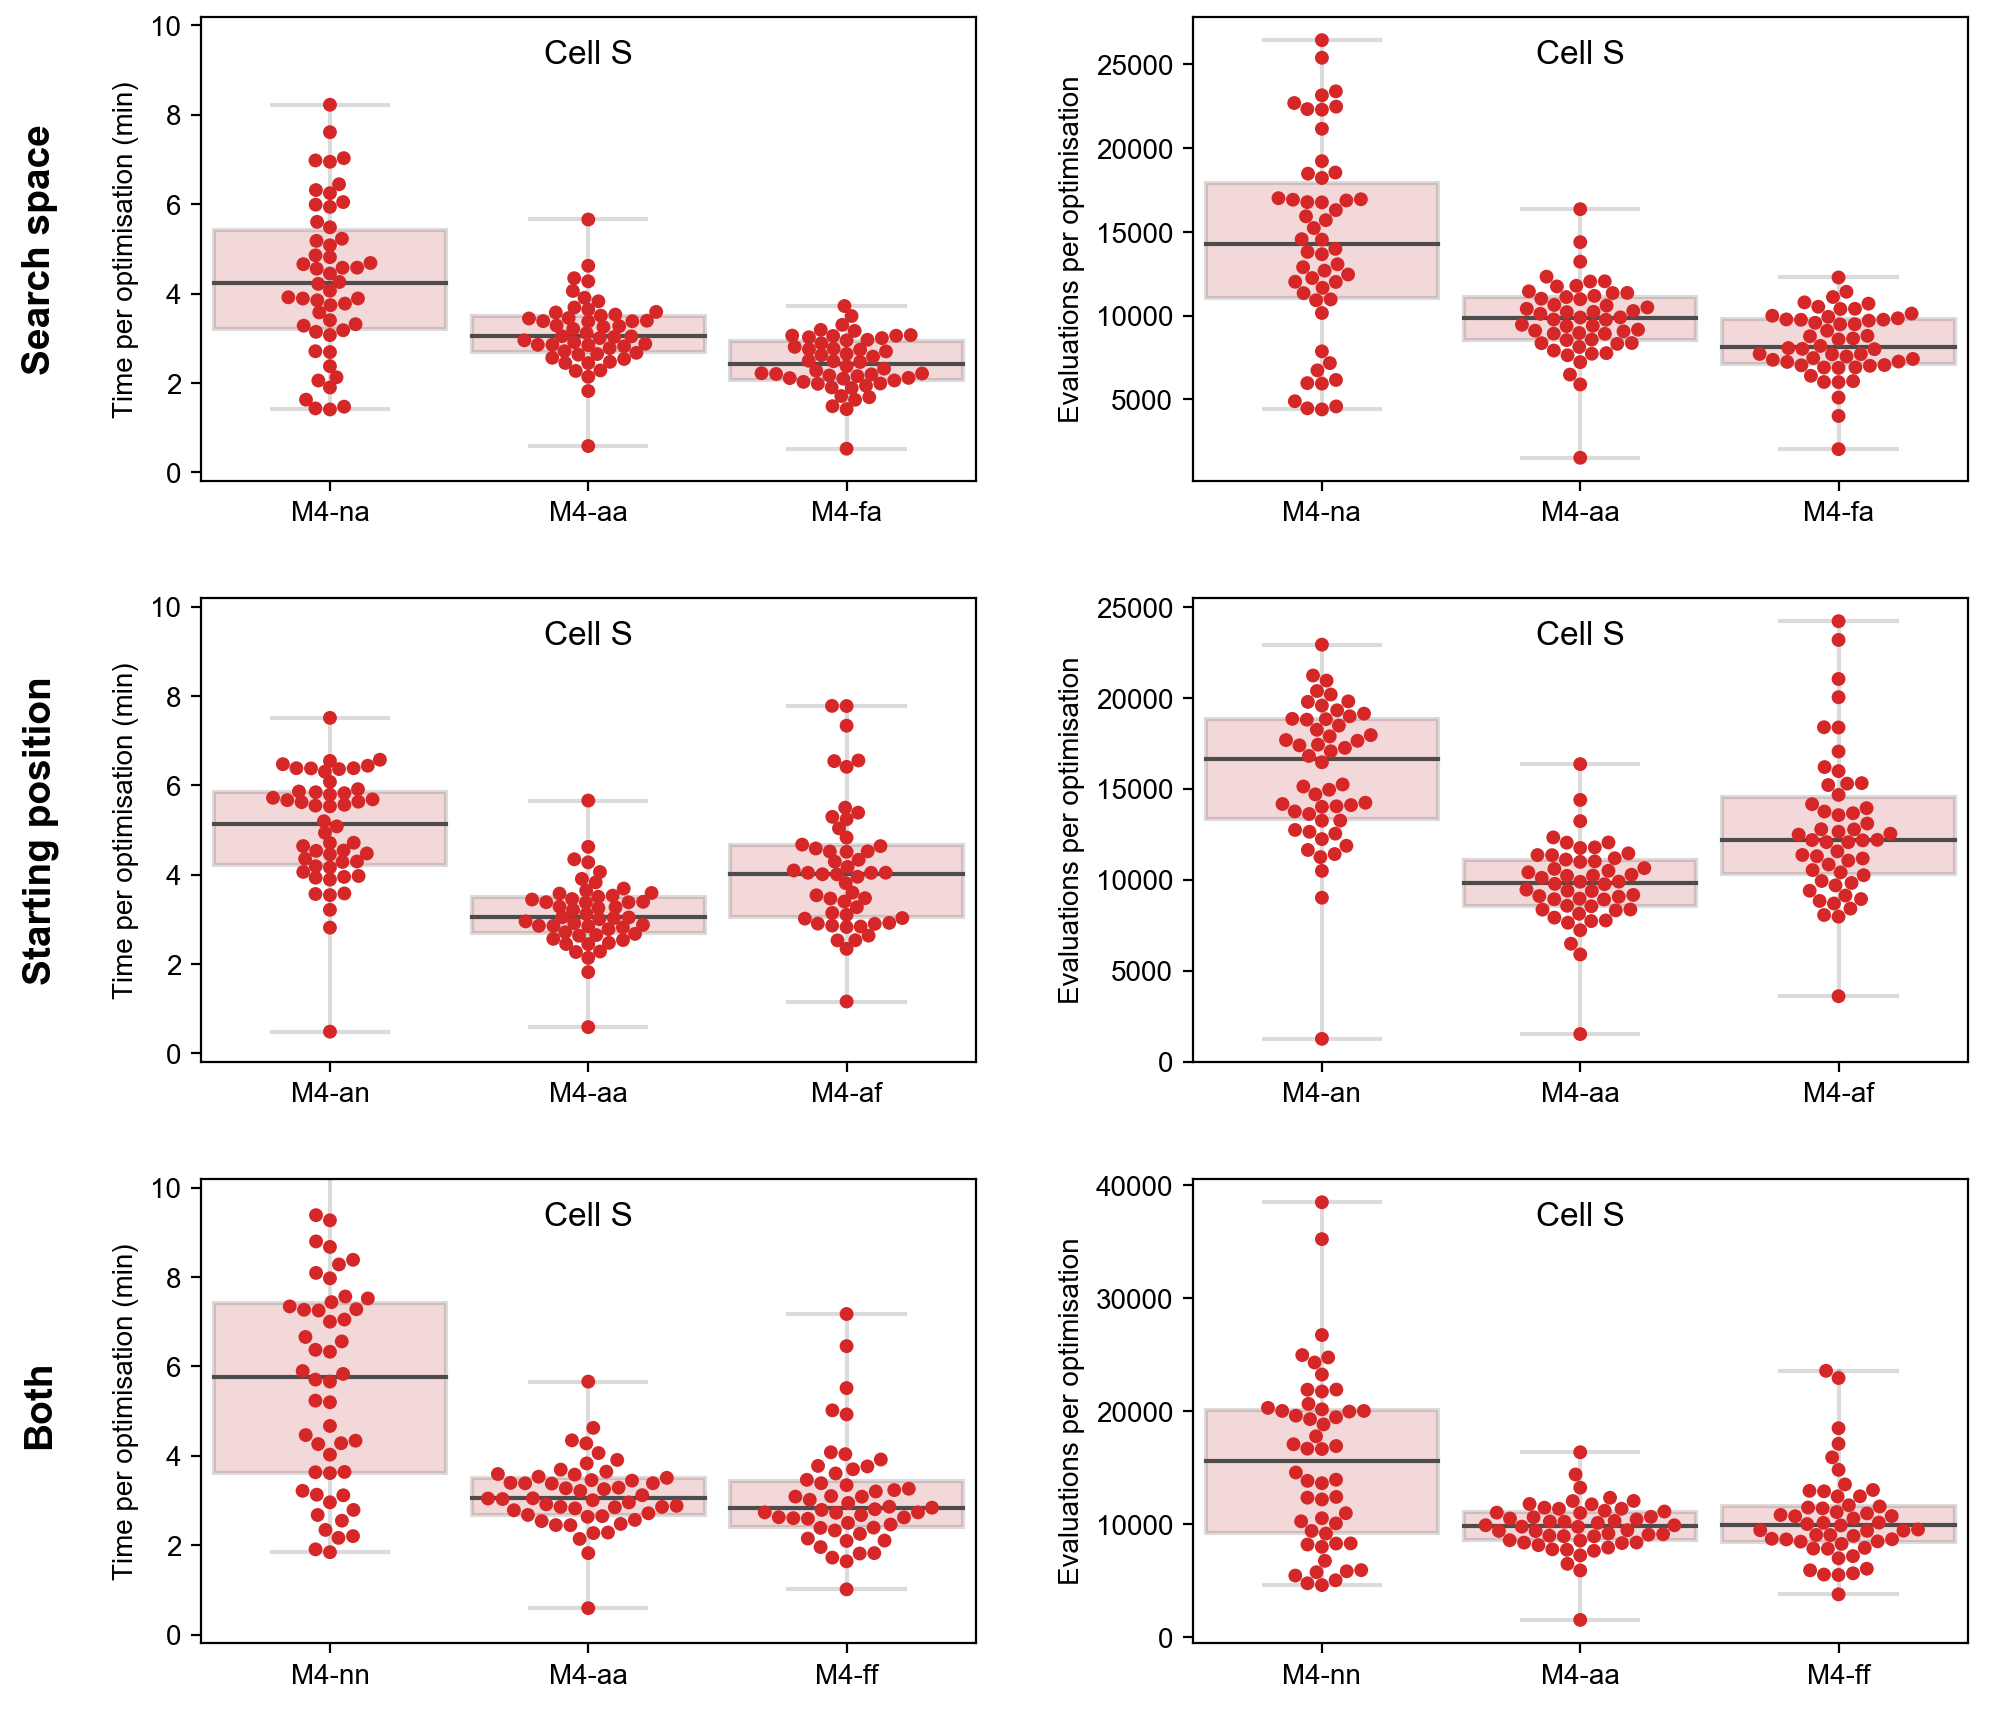 Search space
Time per optimisation (min)
10
8
6
4
2
0
Cell S
M4-na
M4-aa
M4-fa
Evaluations per optimisation
25000
20000
15000
10000
5000
Cell S
M4-na
M4-aa
M4-fa
Starting position
Time per optimisation (min)
10
8
6
4
2
0
Cell S
M4-an
M4-aa
M4-af
Evaluations per optimisation
25000
20000
15000
10000
5000
0
Cell S
M4-an
M4-aa
M4-af
Both
Time per optimisation (min)
10
8
6
4
2
0
Cell S
M4-nn
M4-aa
M4-ff
Evaluations per optimisation
40000
30000
20000
10000
0
Cell S
M4-nn
M4-aa
M4-ff